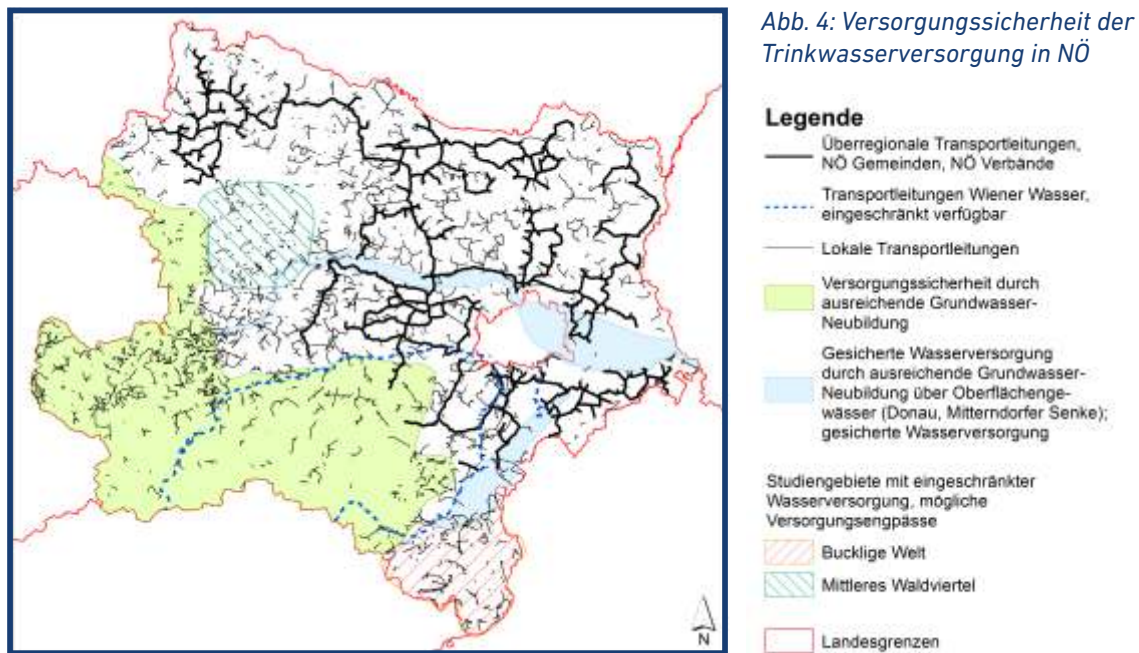 Abb. 4: Versorgungssicherheit der
Trinkwasserversorgung in NÖ
Legende
Überregionale Transportleitungen,
NÖ Gemeinden, NÖ Verbände
Transportleitungen Wiener Wasser,
eingeschränkt verfügbar
Lokale Transportleitungen
Versorgungssicherheit durch
ausreichende Grundwasser-
Neubildung
Gesicherte Wasserversorgung
durch ausreichende Grundwasser-
Neubildung über Oberflächenge-
wässer (Donau, Mitterndorfer Senke);
gesicherte Wasserversorgung
Studiengebiete mit eingeschränkter
Wasserversorgung, mögliche
Versorgungsengpässe
Bucklige Welt
Mittleres Waldviertel
Landesgrenzen
N